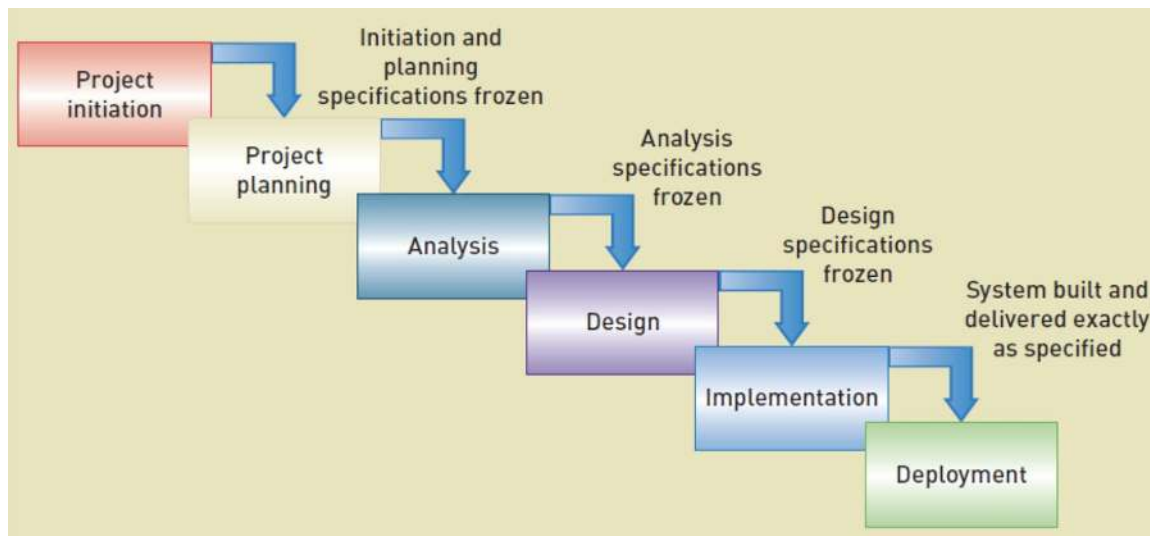 Project
initiation
Initiation and
planning
specifications frozen
Project
planning
Analysis
specifications
frozen
Analysis
Design
specifications
frozen
Design
System built and
delivered exactly
as specified
Implementation
Deployment